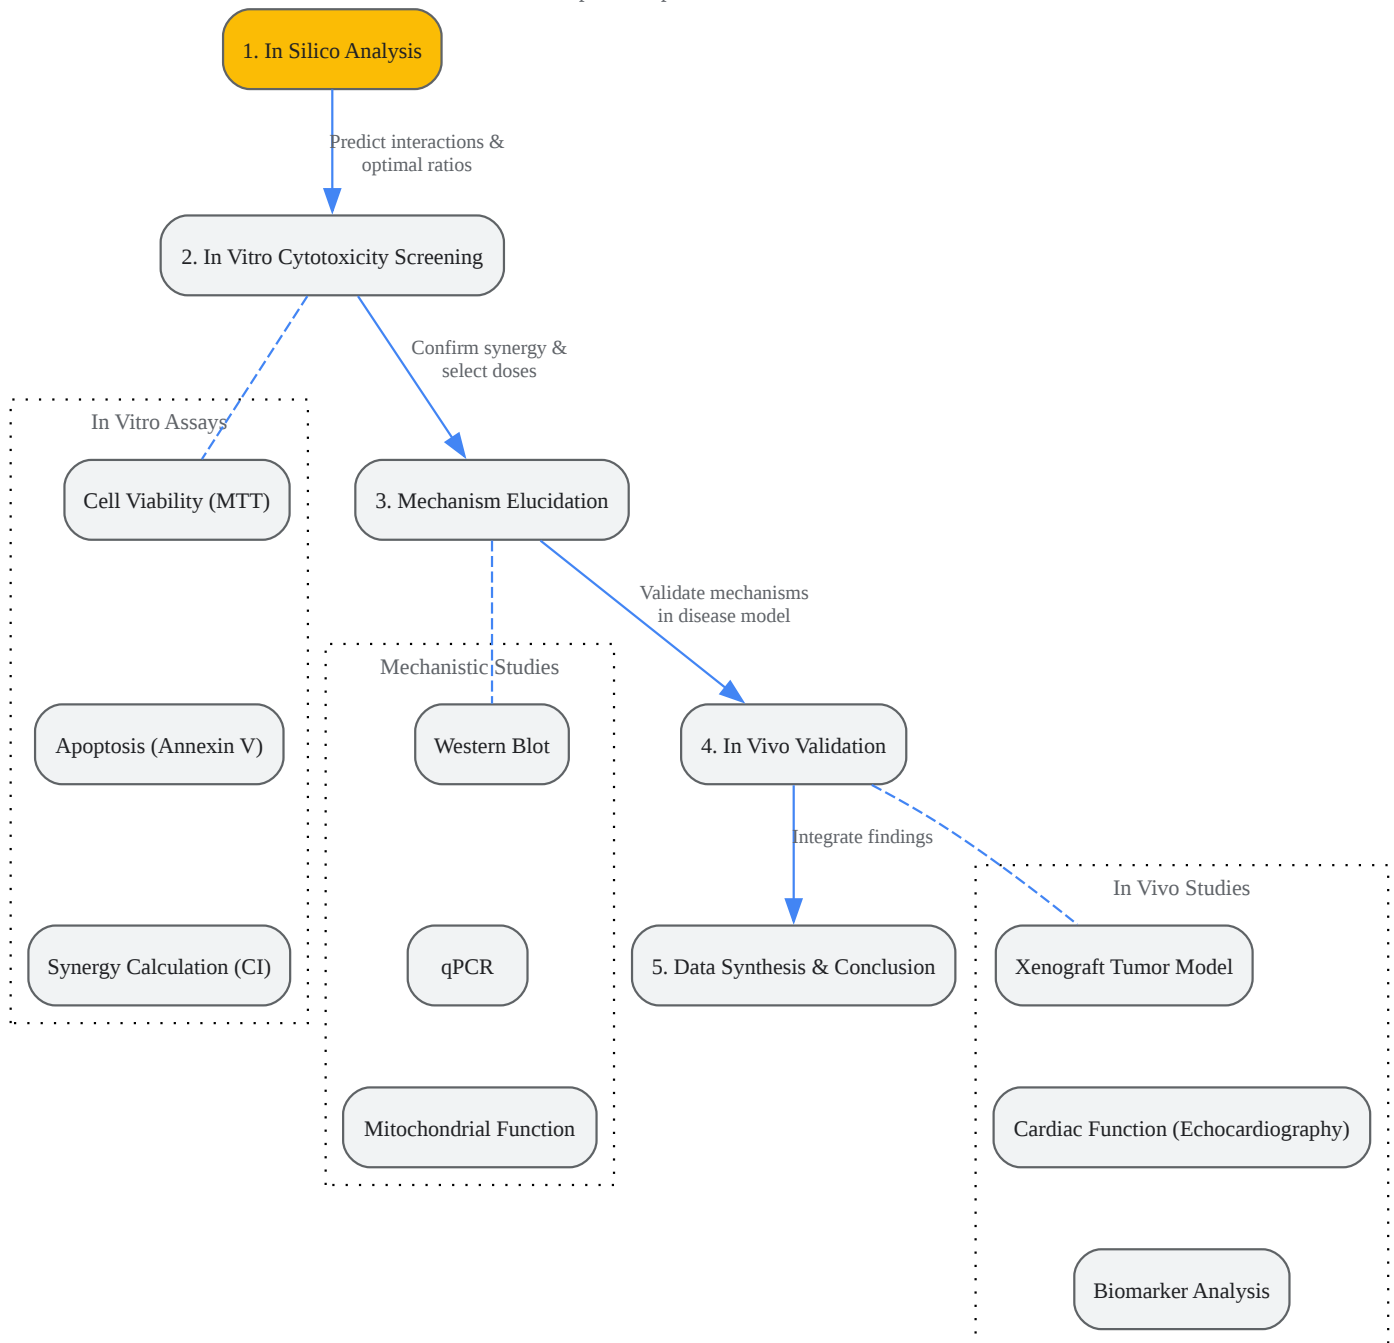 1. In Silico Analysis
Predict interactions &
optimal ratios
2. In Vitro Cytotoxicity Screening
Confirm synergy &
select doses
In Vitro Assays
Cell Viability (MTT)
3. Mechanism Elucidation
Validate mechanisms
in disease model
Mechanistic Studies
Apoptosis (Annexin V)
Western Blot
4. In Vivo Validation
Integrate findings
In Vivo Studies
Synergy Calculation (CI)
qPCR
5. Data Synthesis & Conclusion
Xenograft Tumor Model
Mitochondrial Function
Cardiac Function (Echocardiography)
Biomarker Analysis